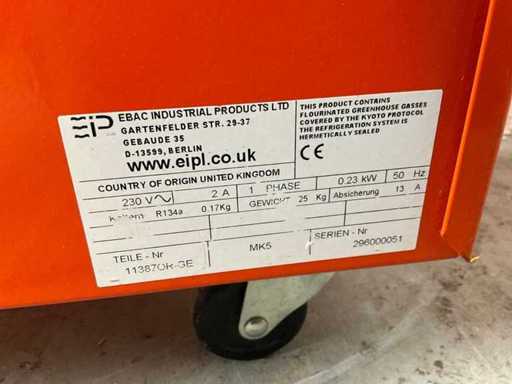 EIP EBAC INDUSTRIAL PRODUCTS LTD
GARTENFELDER STR. 29-37
GEBAUDE 35
D-13599, BERLIN
www.eipl.co.uk
THIS PRODUCT CONTAINS
FLOURINATED GREENHOUSE GASSES
COVERED BY THE KYOTO PROTOCOL
THE REFRIGERATION SYSTEM IS
HERMETICALLY SEALED
CE
COUNTRY OF ORIGIN UNITED KINGDOM
230 V 2 A 1 PHASE 0.23 kW 50 Hz
R134a 0.17Kg GEWICHT 25 Kg Absicherung 13 A
TEILE - Nr MK5 SERIEN - Nr
11387OR-GE 296000051